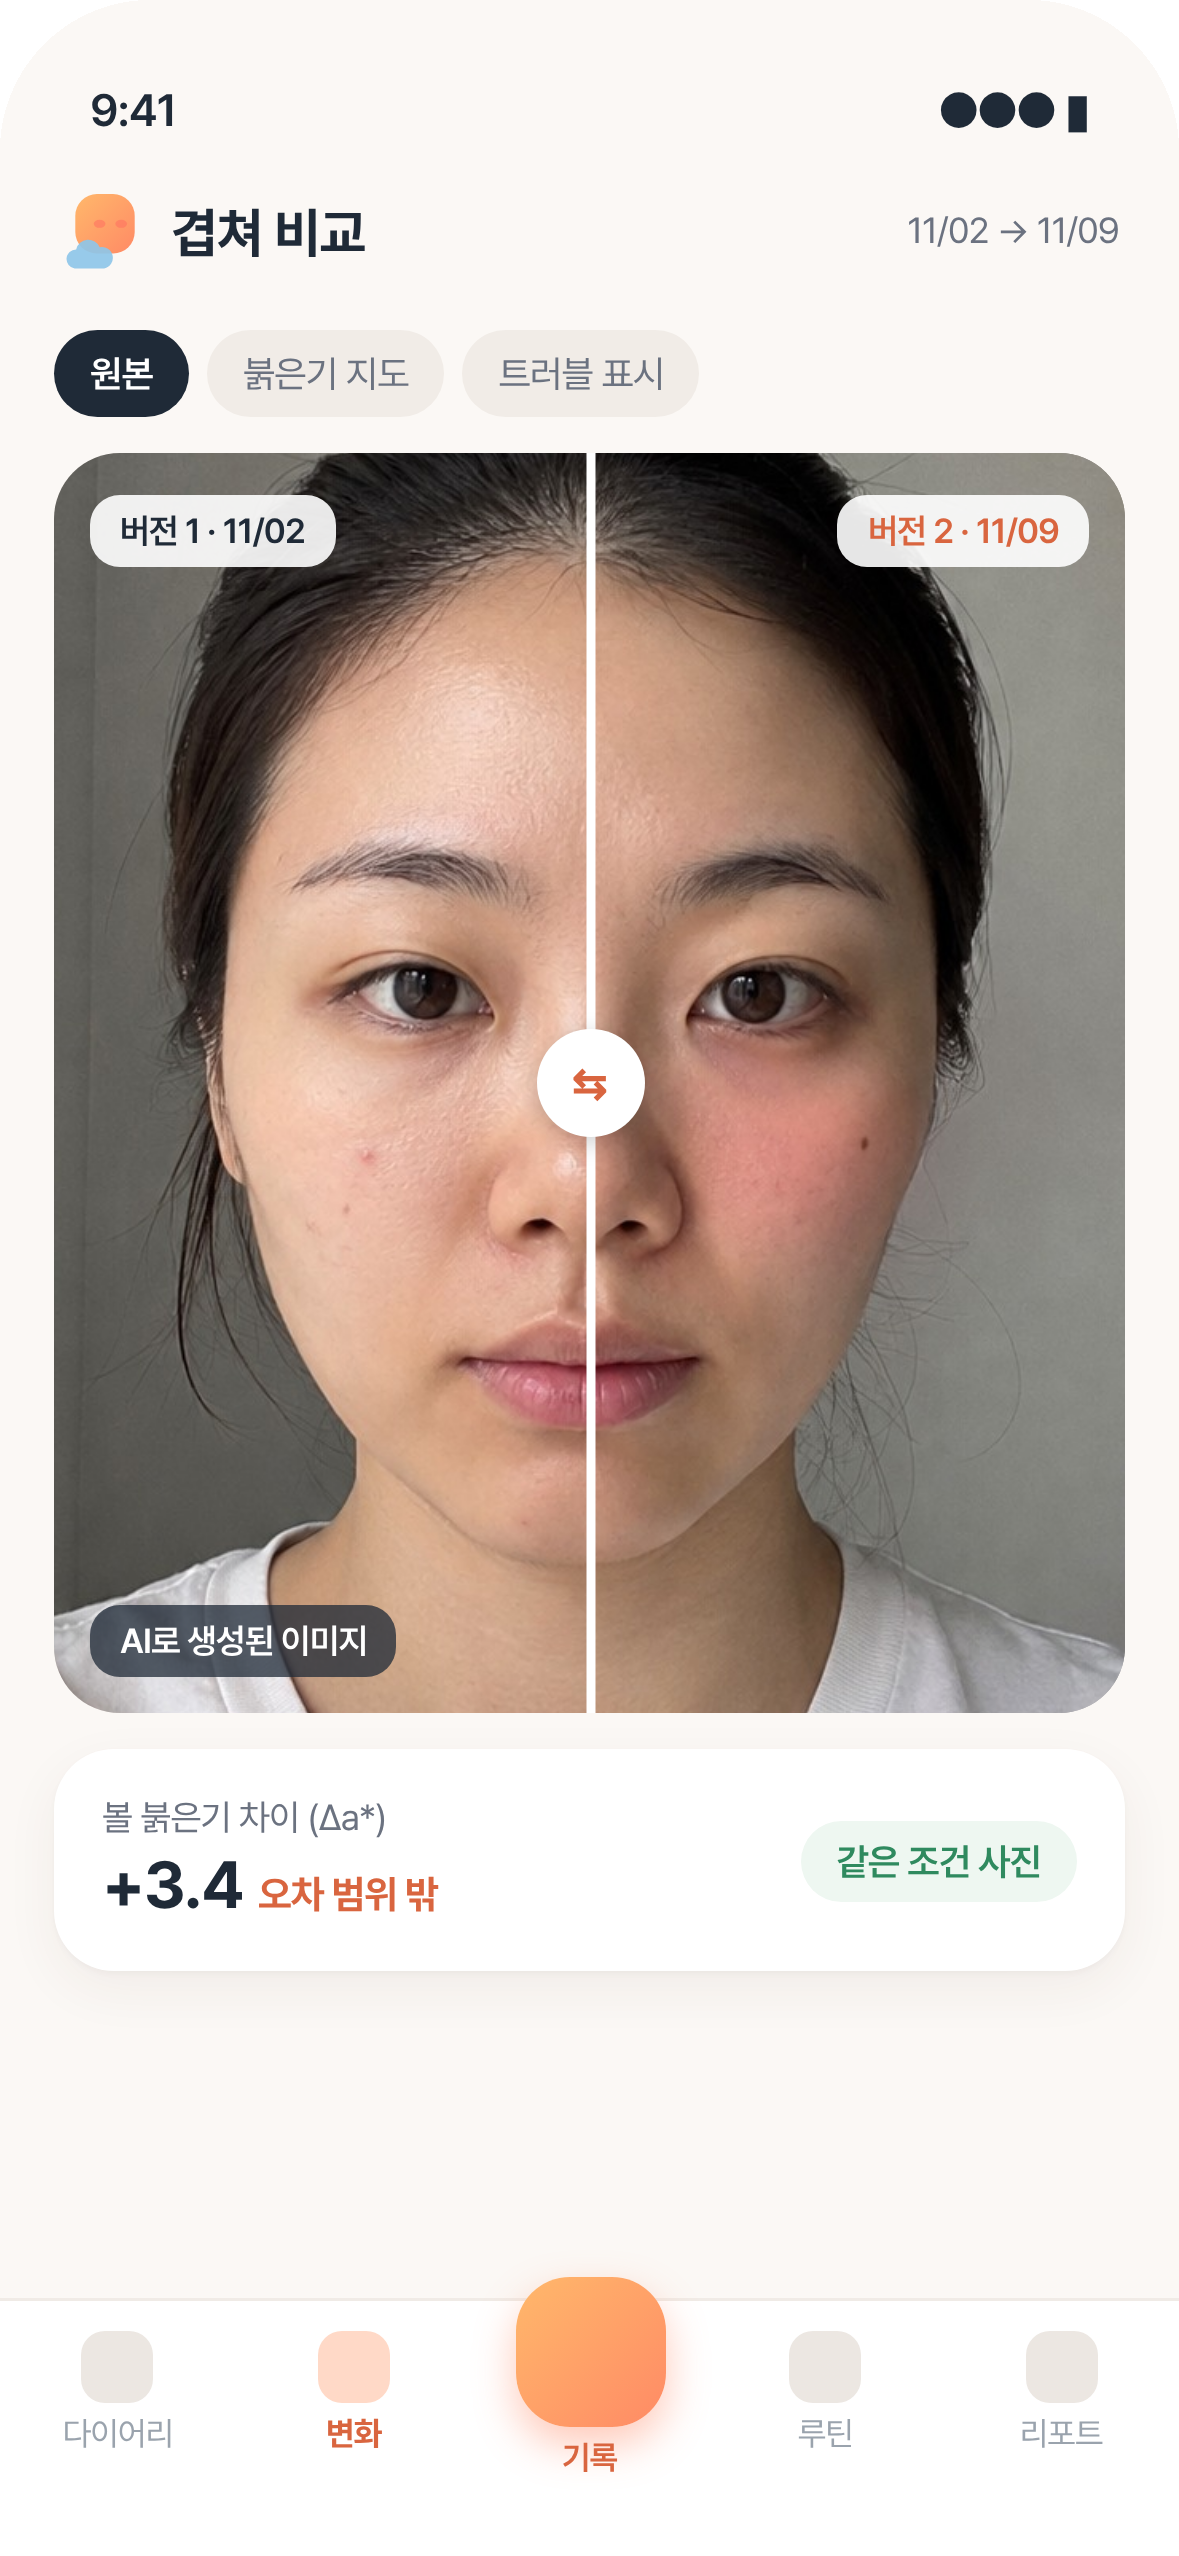 9:41
겹쳐 비교
11/02 → 11/09
원본
붉은기 지도
트러블 표시
버전 1 · 11/02
버전 2 · 11/09
AI로 생성된 이미지
볼 붉은기 차이 (Δa*)
+3.4 오차 범위 밖
같은 조건 사진
다이어리
변화
기록
루틴
리포트